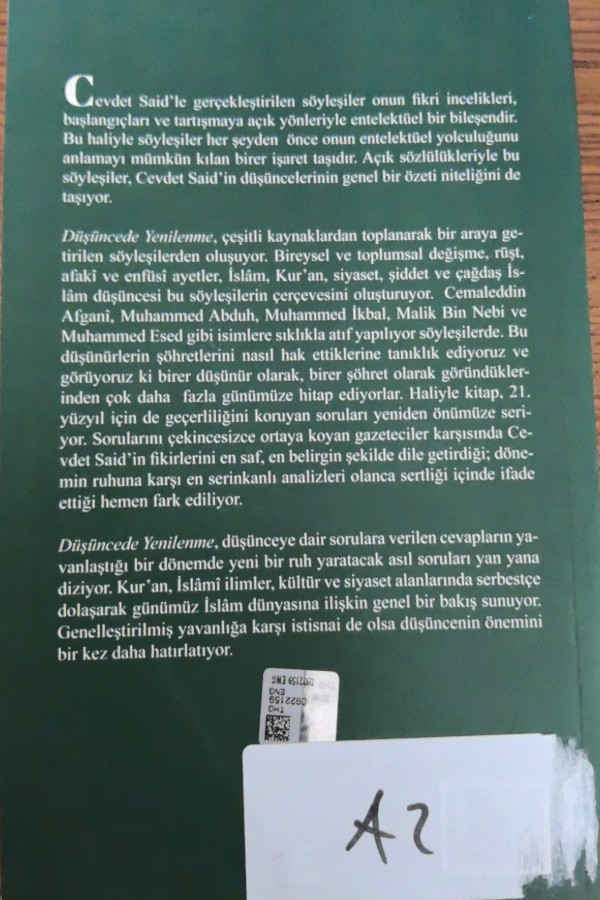 Cevdet Said'le gerçekleştirilen söyleşiler onun fikri incelikleri,
başlangıçları ve tartışmaya açık yönleriyle entelektüel bir bileşendir.
Bu haliyle söyleşiler her şeyden önce onun entelektüel yolculuğunu
anlamayı mümkün kılan birer işaret taşıdır. Açık sözlülükleriyle bu
söyleşiler, Cevdet Said'in düşüncelerinin genel bir özeti niteliğini de
taşıyor.
Düşüncede Yenilenme, çeşitli kaynaklardan toplanarak bir araya ge-
tirilen söyleşilerden oluşuyor. Bireysel ve toplumsal değişme, rüşt,
afakî ve enfüsî ayetler, İslâm, Kur'an, siyaset, şiddet ve çağdaş İs-
lâm düşüncesi bu söyleşilerin çerçevesini oluşturuyor. Cemaleddin
Afganî, Muhammed Abduh, Muhammed İkbal, Malik Bin Nebi ve
Muhammed Esed gibi isimlere sıklıkla atıf yapılıyor söyleşilerde. Bu
düşünürlerin şöhretlerini nasıl hak ettiklerine tanıklık ediyoruz ve
görüyoruz ki birer düşünür olarak, birer şöhret olarak göründükler-
inden çok daha fazla günümüze hitap ediyorlar. Haliyle kitap, 21.
yüzyıl için de geçerliliğini koruyan soruları yeniden önümüze seri-
yor. Sorularını çekincesizce ortaya koyan gazeteciler karşısında Ce-
vdet Said'in fikirlerini en saf, en belirgin şekilde dile getirdiği; döne-
min ruhuna karşı en serinkanlı analizleri olanca sertliği içinde ifade
ettiği hemen fark ediliyor.
Düşüncede Yenilenme, düşünceye dair sorulara verilen cevapların ya-
vanlaştığı bir dönemde yeni bir ruh yaratacak asıl soruları yan yana
diziyor. Kur'an, İslâmî ilimler, kültür ve siyaset alanlarında serbestçe
dolaşarak günümüz İslâm dünyasına ilişkin genel bir bakış sunuyor.
Genelleştirilmiş yavanlığa karşı istisnai de olsa düşüncenin önemini
bir kez daha hatırlatıyor.
0922159 ENG
THG
0922159
ENG
A2